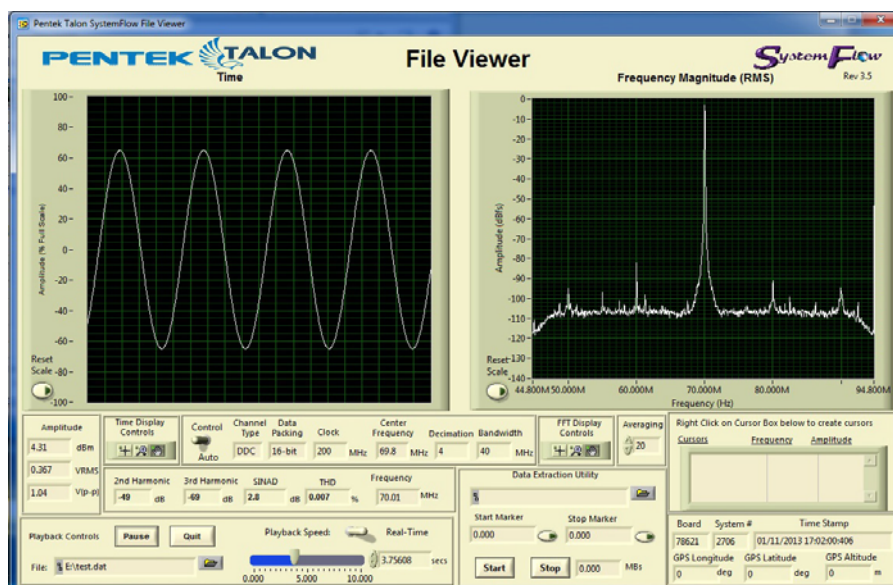 Pentek Talon SystemFlow File Viewer
PENTEK TALON
File Viewer
SystemFlow
Rev 3.5
Time
Frequency Magnitude (RMS)
Amplitude (% Full Scale)
100
80
60
40
20
0
-20
-40
-60
-80
-100
Reset Scale
Amplitude (dBfs)
0
-10
-20
-30
-40
-50
-60
-70
-80
-90
-100
-110
-120
-130
-140
Reset Scale
44.800M 50.000M 60.000M 70.000M 80.000M 94.800M
Frequency (Hz)
Amplitude
4.31 dBm
0.367 VRMS
1.04 V(p-p)
Time Display Controls
Control
Auto
Channel Type
DDC
Data Packing
16-bit
Clock
200 MHz
Center Frequency
69.8 MHz
Decimation
4
Bandwidth
40 MHz
FFT Display Controls
Averaging
20
Right Click on Cursor Box below to create cursors
Cursors Frequency Amplitude
2nd Harmonic
-49 dB
3rd Harmonic
-69 dB
SINAD
2.8 dB
THD
0.007 %
Frequency
70.01 MHz
Data Extraction Utility
Start Marker
0.000
Stop Marker
0.000
Start Stop 0.000 MBs
Playback Controls Pause Quit
File: E:\test.dat
Playback Speed: Real-Time
0.000 5.000 10.000
3.75608 secs
Board System # Time Stamp
78621 2706 01/11/2013 17:02:00:406
GPS Longitude GPS Latitude GPS Altitude
0 deg 0 deg 0 m